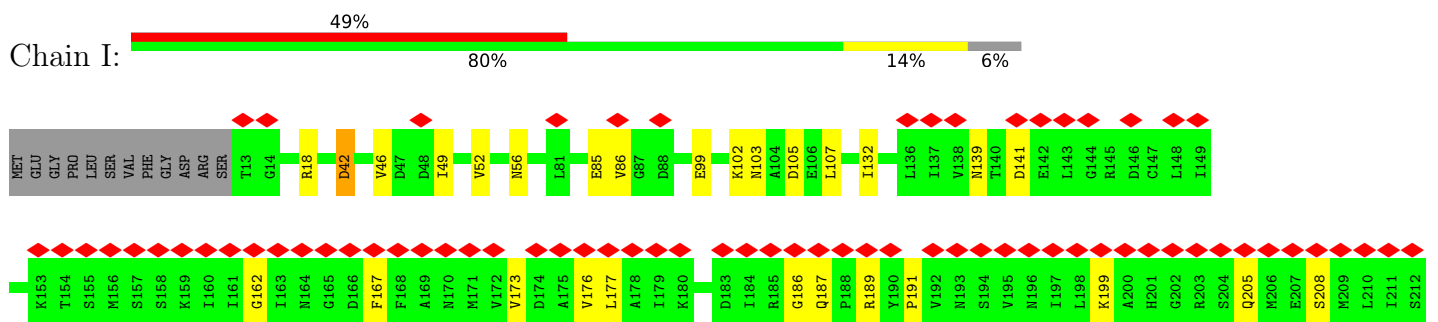 49%
Chain I:
80% 14% 6%
MET GLU GLY PRO LEU SER VAL PHE GLY ASP ARG SER T13 G14 R18 D42 V46 D47 D48 I49 V52 N56 L81 E85 V86 G87 D88 E99 K102 N103 A104 D105 E106 L107 I132 L136 I137 V138 N139 T140 D141 E142 L143 G144 R145 D146 C147 L148 I149
K153 T154 S155 M156 S157 S158 K159 I160 I161 G162 I163 N164 G165 D166 F167 F168 A169 N170 M171 V172 V173 D174 A175 V176 L177 A178 I179 K180 D183 I184 R185 G186 Q187 P188 R189 Y190 P191 V192 N193 S194 V195 N196 I197 L198 K199 A200 H201 G202 R203 S204 Q205 M206 E207 S208 M209 L210 I211 S212